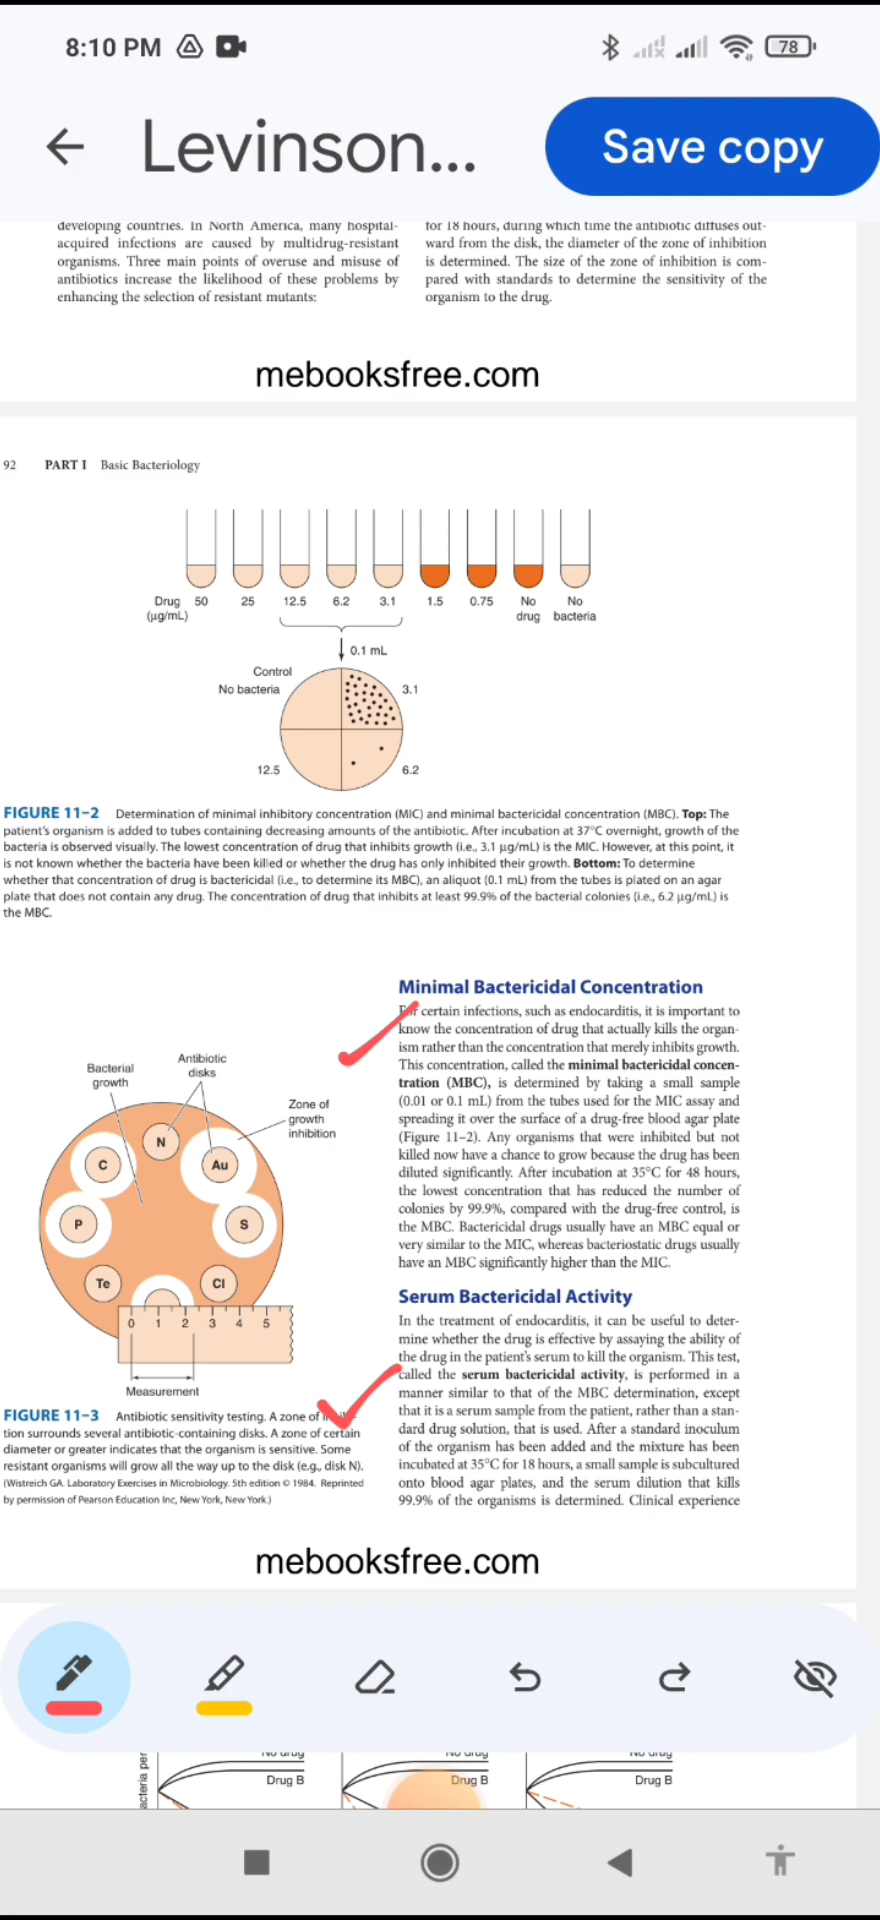 8:10 PM
78
Levinson...
Save copy
developing countries. In North America, many hospital-
acquired infections are caused by multidrug-resistant
organisms. Three main points of overuse and misuse of
antibiotics increase the likelihood of these problems by
enhancing the selection of resistant mutants:
for 18 hours, during which time the antibiotic diffuses out-
ward from the disk, the diameter of the zone of inhibition
is determined. The size of the zone of inhibition is com-
pared with standards to determine the sensitivity of the
organism to the drug.
mebooksfree.com
92 PART I Basic Bacteriology
Drug 50 25 12.5 6.2 3.1 1.5 0.75 No No
(µg/mL) drug bacteria
0.1 mL
Control
No bacteria 3.1
12.5 6.2
FIGURE 11–2 Determination of minimal inhibitory concentration (MIC) and minimal bactericidal concentration (MBC). Top: The
patient's organism is added to tubes containing decreasing amounts of the antibiotic. After incubation at 37°C overnight, growth of the
bacteria is observed visually. The lowest concentration of drug that inhibits growth (i.e., 3.1 µg/mL) is the MIC. However, at this point, it
is not known whether the bacteria have been killed or whether the drug has only inhibited their growth. Bottom: To determine
whether that concentration of drug is bactericidal (i.e., to determine its MBC), an aliquot (0.1 mL) from the tubes is plated on an agar
plate that does not contain any drug. The concentration of drug that inhibits at least 99.9% of the bacterial colonies (i.e., 6.2 µg/mL) is
the MBC.
Bacterial
growth
Antibiotic
disks
Zone of
growth
inhibition
N
C
Au
P
S
Te
Cl
0 1 2 3 4 5
Measurement
FIGURE 11–3 Antibiotic sensitivity testing. A zone of
tion surrounds several antibiotic-containing disks. A zone of certain
diameter or greater indicates that the organism is sensitive. Some
resistant organisms will grow all the way up to the disk (e.g., disk N).
(Wistreich GA. Laboratory Exercises in Microbiology. 5th edition © 1984. Reprinted
by permission of Pearson Education Inc, New York, New York.)
Minimal Bactericidal Concentration
For certain infections, such as endocarditis, it is important to
know the concentration of drug that actually kills the organ-
ism rather than the concentration that merely inhibits growth.
This concentration, called the minimal bactericidal concen-
tration (MBC), is determined by taking a small sample
(0.01 or 0.1 mL) from the tubes used for the MIC assay and
spreading it over the surface of a drug-free blood agar plate
(Figure 11–2). Any organisms that were inhibited but not
killed now have a chance to grow because the drug has been
diluted significantly. After incubation at 35°C for 48 hours,
the lowest concentration that has reduced the number of
colonies by 99.9%, compared with the drug-free control, is
the MBC. Bactericidal drugs usually have an MBC equal or
very similar to the MIC, whereas bacteriostatic drugs usually
have an MBC significantly higher than the MIC.
Serum Bactericidal Activity
In the treatment of endocarditis, it can be useful to deter-
mine whether the drug is effective by assaying the ability of
the drug in the patient's serum to kill the organism. This test,
called the serum bactericidal activity, is performed in a
manner similar to that of the MBC determination, except
that it is a serum sample from the patient, rather than a stan-
dard drug solution, that is used. After a standard inoculum
of the organism has been added and the mixture has been
incubated at 35°C for 18 hours, a small sample is subcultured
onto blood agar plates, and the serum dilution that kills
99.9% of the organisms is determined. Clinical experience
mebooksfree.com
No drug No drug No drug
Drug B Drug B Drug B